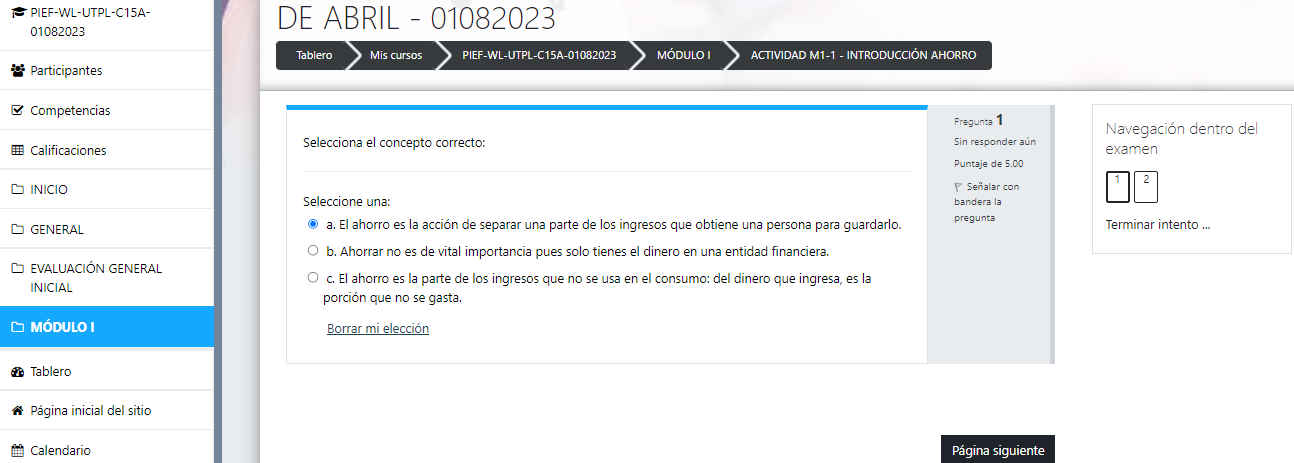 PIEF-WL-UTPL-C15A-
01082023
Participantes
Competencias
Calificaciones
INICIO
GENERAL
EVALUACIÓN GENERAL
INICIAL
MÓDULO I
Tablero
Página inicial del sitio
Calendario
DE ABRIL - 01082023
Tablero
Mis cursos
PIEF-WL-UTPL-C15A-01082023
MÓDULO I
ACTIVIDAD M1-1 - INTRODUCCIÓN AHORRO
Selecciona el concepto correcto:
Seleccione una:
a. El ahorro es la acción de separar una parte de los ingresos que obtiene una persona para guardarlo.
b. Ahorrar no es de vital importancia pues solo tienes el dinero en una entidad financiera.
c. El ahorro es la parte de los ingresos que no se usa en el consumo: del dinero que ingresa, es la
porción que no se gasta.
Borrar mi elección
Pregunta 1
Sin responder aún
Puntaje de 5.00
Señalar con
bandera la
pregunta
Página siguiente
Navegación dentro del
examen
1 2
Terminar intento ...